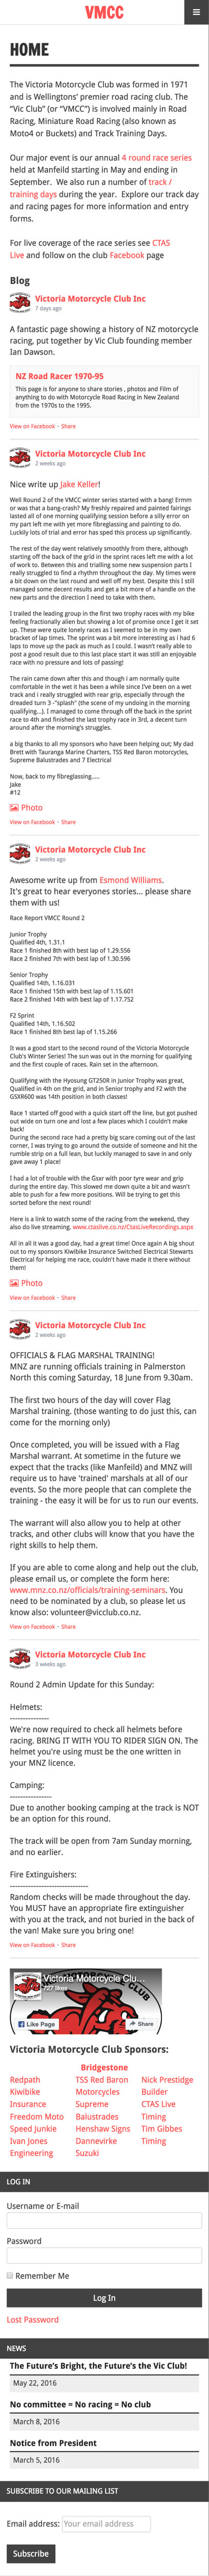 VMCC
HOME
The Victoria Motorcycle Club was formed in 1971
and is Wellingtons' premier road racing club. The
"Vic Club" (or "VMCC") is involved mainly in Road
Racing, Miniature Road Racing (also known as
Moto4 or Buckets) and Track Training Days.
Our major event is our annual 4 round race series
held at Manfeild starting in May and ending in
September. We also run a number of track /
training days during the year. Explore our track day
and racing pages for more information and entry
forms.
For live coverage of the race series see CTAS
Live and follow on the club Facebook page
Blog
Victoria Motorcycle Club Inc
7 days ago
A fantastic page showing a history of NZ motorcycle
racing, put together by Vic Club founding member
Ian Dawson.
NZ Road Racer 1970-95
This page is for anyone to share stories , photos and Film of
anything to do with Motorcycle Road Racing in New Zealand
from the 1970s to the 1995.
View on Facebook · Share
Victoria Motorcycle Club Inc
2 weeks ago
Nice write up Jake Keller!
Well Round 2 of the VMCC winter series started with a bang! Ermm
or was that a bang-crash? My freshly repaired and painted fairings
lasted all of one morning qualifying session before a silly error on
my part left me with yet more fibreglassing and painting to do.
Luckily lots of trial and error has sped this process up significantly.
The rest of the day went relatively smoothly from there, although
starting at the back of the grid for each race left me with a lot of
work to. Between this and trialling some new suspension parts I
really struggled to find a rhythm throughout the day. My times were
on the back end of what I'd done as my best. Despite this I still
managed some decent results and get a bit more of an idea on the
new parts and the direction I need to take with them.
I trailed the leading group in the first two trophy races with my bike
feeling fractionally alien but showing a lot of promise once I get it set
up. These were quite lonely races as I seemed to be in my own
bracket pg times. The sprint was a bit more interesting as I had 6
laps to move up the pack as much as I could. I wasn't really able to
post a good result due to this last place start it was still an enjoyable
race with no pressure and lots of passing!
The rain came down after this and though i am normally quite
comfortable in the wet it has been a while since I've been on a wet
track and i really struggled with rear grip, especially through the
dreaded turn 3 -"splash" (the scene of my undoing in the morning
qualifying...). I managed to come through off the back in the sprint
race to 4th and finished the last trophy race in 3rd, a decent turn
around after the morning's struggles.
a big thanks to all my sponsors who have been helping out; My dad
Brett with Tauranga Marine Charters, TSS Red Baron motorcycles,
Supreme Balustrades and 7 Electrical
Now, back to my fibreglassing.....
Jake
#12
Photo
View on Facebook · Share
Victoria Motorcycle Club Inc
2 weeks ago
Awesome write up from Esmond Williams.
It's great to hear everyones stories... please share
them with us!
Race Report VMCC Round 2
Junior Trophy
Qualified 4th, 1.31.1
Race 1 finished 8th with best lap of 1.29.556
Race 2 finished 7th with best lap of 1.30.596
Senior Trophy
Qualified 14th, 1.16.031
Race 1 finished 15th with best lap of 1.15.601
Race 2 finished 14th with best lap of 1.17.752
F2 Sprint
Qualified 14th, 1.16.502
Race 1 finished 8th best lap of 1.15.266
It was a good start to the second round of the Victoria Motorcycle
Club's Winter Series! The sun was out in the morning for qualifying
and the first couple of races. Rain set in the afternoon.
Qualifying with the Hyosung GT250R in Junior Trophy was great,
Qualified in 4th on the grid, and in Senior trophy and F2 with the
GSXR600 was 14th position in both classes!
Race 1 started off good with a quick start off the line, but got pushed
out wide on turn one and lost a few places which I couldn't make
back!
During the second race had a pretty big scare coming out of the last
corner, I was trying to go around the outside of someone and hit the
rumble strip on a full lean, but luckily managed to save in and only
gave away 1 place!
I had a lot of trouble with the Gsxr with poor tyre wear and grip
during the entire day. This slowed me down quite a bit and wasn't
able to push for a few more positions. Will be trying to get this
sorted before the next round!
Here is a link to watch some of the racing from the weekend, they
also do live streaming. www.ctaslive.co.nz/CtasLiveRecordings.aspx
All in all it was a good day, had a great time! Once again A big shout
out to my sponsors Kiwibike Insurance Switched Electrical Stewarts
Electrical for helping me race, couldn't have made it there without
them!
Photo
View on Facebook · Share
Victoria Motorcycle Club Inc
2 weeks ago
OFFICIALS & FLAG MARSHAL TRAINING!
MNZ are running officials training in Palmerston
North this coming Saturday, 18 June from 9.30am.
The first two hours of the day will cover Flag
Marshal training. (those wanting to do just this, can
come for the morning only)
Once completed, you will be issued with a Flag
Marshal warrant. At sometime in the future we
expect that the tracks (like Manfeild) and MNZ will
require us to have 'trained' marshals at all of our
events. So the more people that can complete the
training - the easy it will be for us to run our events.
The warrant will also allow you to help at other
tracks, and other clubs will know that you have the
right skills to help them.
If you are able to come along and help out the club,
please email us, or complete the form here:
www.mnz.co.nz/officials/training-seminars. You
need to be nominated by a club, so please let us
know also: volunteer@vicclub.co.nz.
View on Facebook · Share
Victoria Motorcycle Club Inc
3 weeks ago
Round 2 Admin Update for this Sunday:
Helmets:
---------------
We're now required to check all helmets before
racing. BRING IT WITH YOU TO RIDER SIGN ON. The
helmet you're using must be the one written in
your MNZ licence.
Camping:
----------------
Due to another booking camping at the track is NOT
be an option for this round.
The track will be open from 7am Sunday morning,
and no earlier.
Fire Extinguishers:
------------------------------
Random checks will be made throughout the day.
You MUST have an appropriate fire extinguisher
with you at the track, and not buried in the back of
the van! Make sure you bring one!
View on Facebook · Share
Victoria Motorcycle Clu...
Like Page
Share
Victoria Motorcycle Club Sponsors:
Bridgestone
Redpath
Kiwibike
Insurance
Freedom Moto
Speed Junkie
Ivan Jones
Engineering
TSS Red Baron
Motorcycles
Supreme
Balustrades
Henshaw Signs
Dannevirke
Suzuki
Nick Prestidge
Builder
CTAS Live
Timing
Tim Gibbes
Timing
LOG IN
Username or E-mail
Password
Remember Me
Log In
Lost Password
NEWS
The Future's Bright, the Future's the Vic Club!
May 22, 2016
No committee = No racing = No club
March 8, 2016
Notice from President
March 5, 2016
SUBSCRIBE TO OUR MAILING LIST
Email address: Your email address
Subscribe